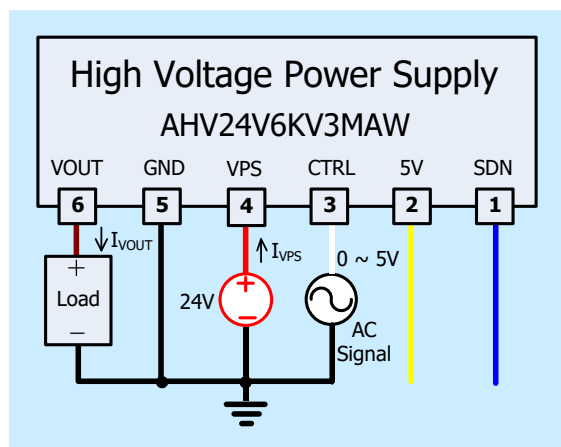 High Voltage Power Supply
AHV24V6KV3MAW
VOUT GND VPS CTRL 5V SDN
6 5 4 3 2 1
IVOUT IVPS 0 ~ 5V
+ +
Load 24V
− −
AC
Signal